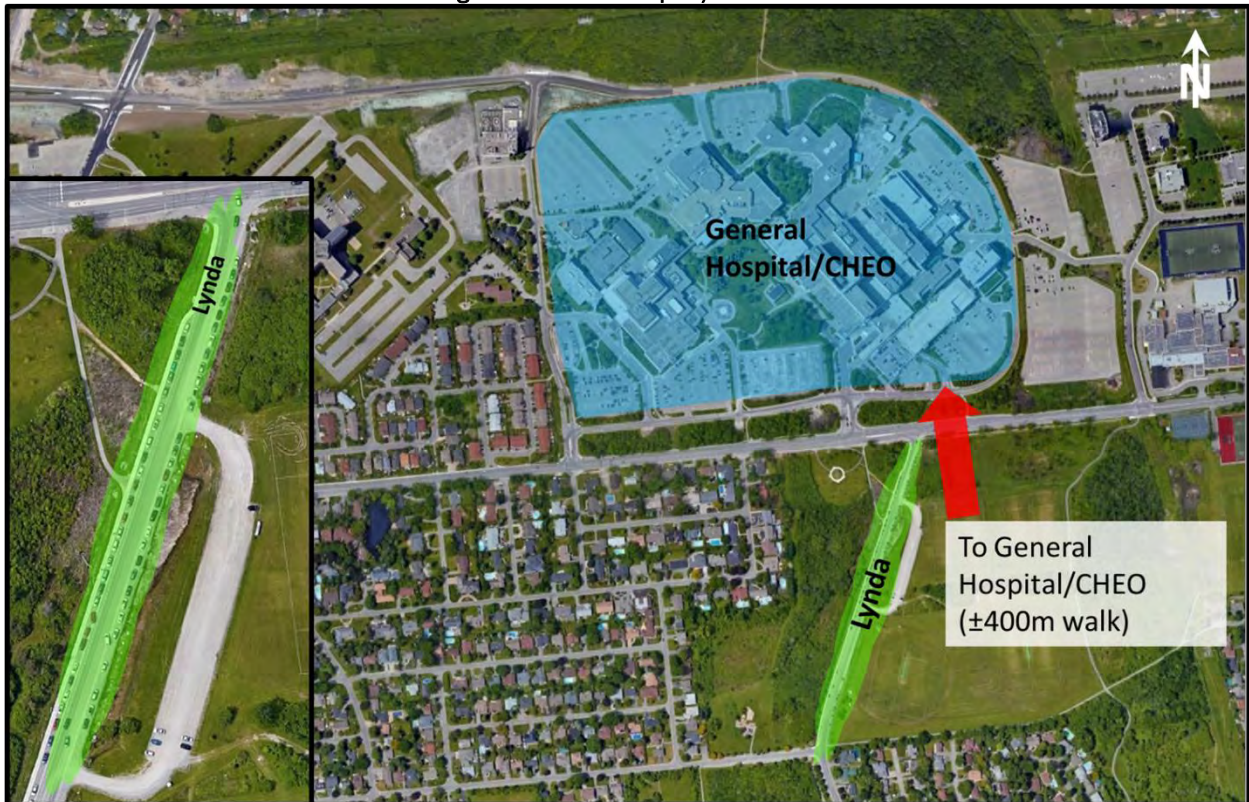 N
General
Hospital/CHEO
Lynda
Lynda
To General
Hospital/CHEO
(±400m walk)